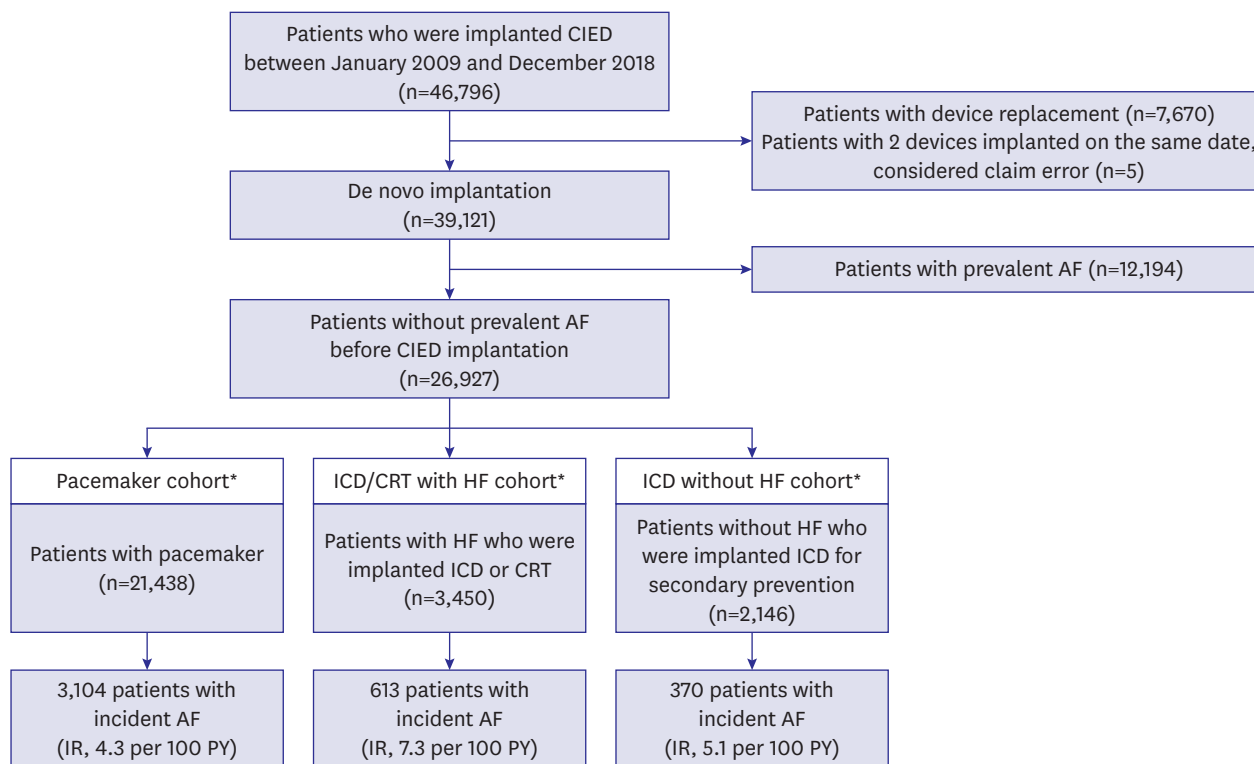 Patients who were implanted CIED
between January 2009 and December 2018
(n=46,796)
Patients with device replacement (n=7,670)
Patients with 2 devices implanted on the same date,
considered claim error (n=5)
De novo implantation
(n=39,121)
Patients with prevalent AF (n=12,194)
Patients without prevalent AF
before CIED implantation
(n=26,927)
Pacemaker cohort*
Patients with pacemaker
(n=21,438)
3,104 patients with
incident AF
(IR, 4.3 per 100 PY)
ICD/CRT with HF cohort*
Patients with HF who were
implanted ICD or CRT
(n=3,450)
613 patients with
incident AF
(IR, 7.3 per 100 PY)
ICD without HF cohort*
Patients without HF who
were implanted ICD for
secondary prevention
(n=2,146)
370 patients with
incident AF
(IR, 5.1 per 100 PY)